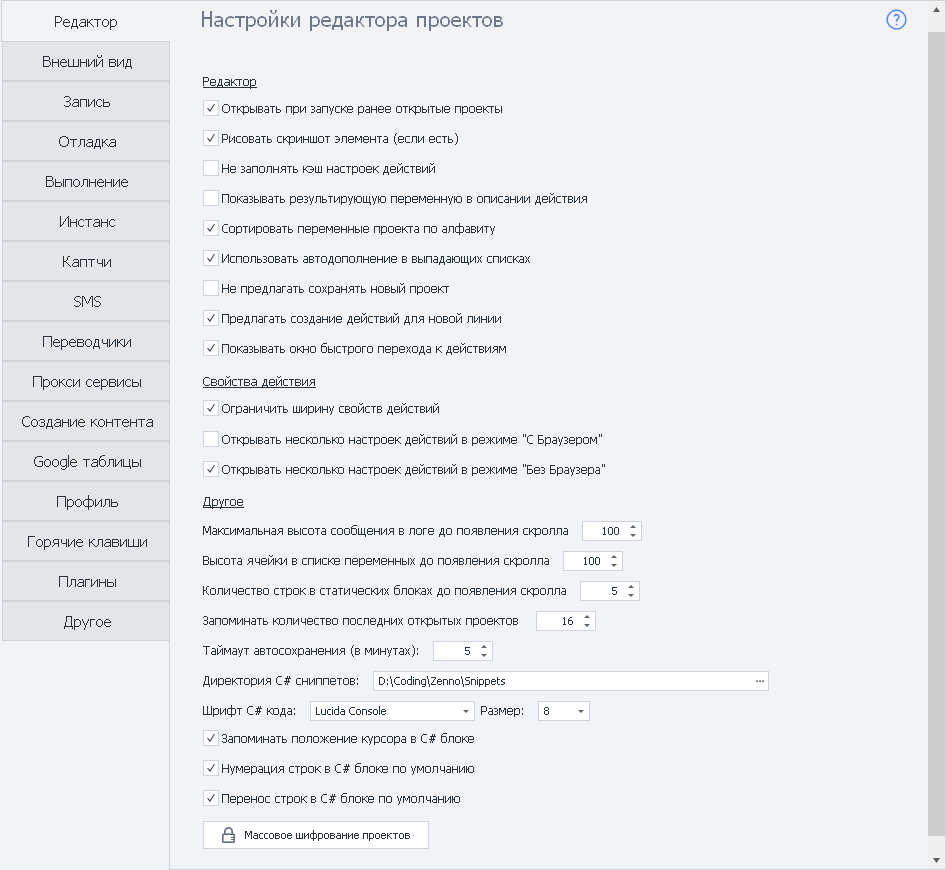 Редактор
Внешний вид
Запись
Отладка
Выполнение
Инстанс
Каптчи
SMS
Переводчики
Прокси сервисы
Создание контента
Google таблицы
Профиль
Горячие клавиши
Плагины
Другое
Настройки редактора проектов
?
Редактор
Открывать при запуске ранее открытые проекты
Рисовать скриншот элемента (если есть)
Не заполнять кэш настроек действий
Показывать результирующую переменную в описании действия
Сортировать переменные проекта по алфавиту
Использовать автодополнение в выпадающих списках
Не предлагать сохранять новый проект
Предлагать создание действий для новой линии
Показывать окно быстрого перехода к действиям
Свойства действия
Ограничить ширину свойств действий
Открывать несколько настроек действий в режиме "С Браузером"
Открывать несколько настроек действий в режиме "Без Браузера"
Другое
Максимальная высота сообщения в логе до появления скролла 100
Высота ячейки в списке переменных до появления скролла 100
Количество строк в статических блоках до появления скролла 5
Запоминать количество последних открытых проектов 16
Таймаут автосохранения (в минутах): 5
Директория C# сниппетов: D:\Coding\Zenno\Snippets ...
Шрифт C# кода: Lucida Console Размер: 8
Запоминать положение курсора в C# блоке
Нумерация строк в C# блоке по умолчанию
Перенос строк в C# блоке по умолчанию
Массовое шифрование проектов